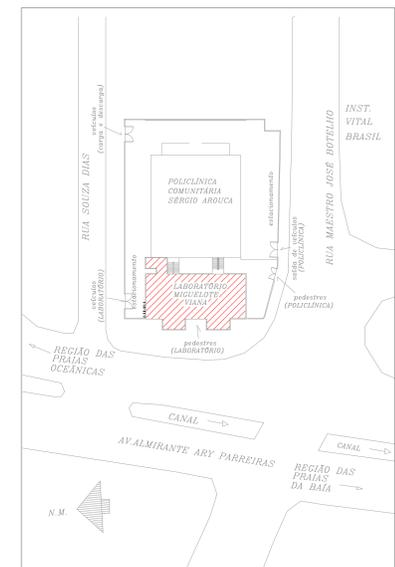 INST.
VITAL
BRASIL
RUA SOUZA DIAS
veículos
(carga e descarga)
POLICLÍNICA
COMUNITÁRIA
SÉRGIO AROUCA
estacionamento
RUA MAESTRO JOSÉ BOTELHO
saída de veículos
(POLICLÍNICA)
estacionamento
veículos
(LABORATÓRIO)
LABORATÓRIO
MIGUELOTE
VIANA
pedestres
(POLICLÍNICA)
pedestres
(LABORATÓRIO)
REGIÃO DAS
PRAIAS
OCEÂNICAS
CANAL
AV.ALMIRANTE ARY PARREIRAS
CANAL
REGIÃO DAS
PRAIAS
DA BAÍA
N.M.